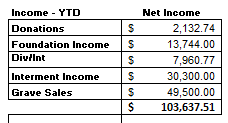 Income - YTD Net Income
Donations $ 2,132.74
Foundation Income $ 13,744.00
Div/Int $ 7,960.77
Interment Income $ 30,300.00
Grave Sales $ 49,500.00
$ 103,637.51